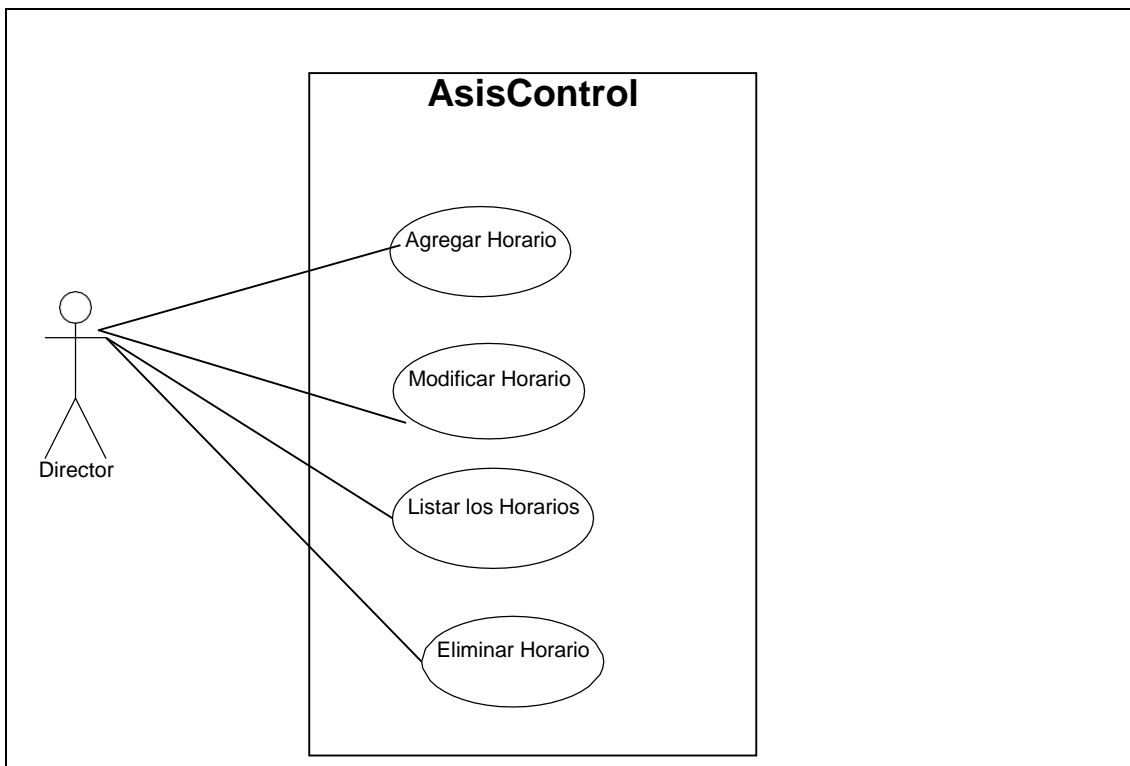 AsisControl
Agregar Horario
Modificar Horario
Director
Listar los Horarios
Eliminar Horario